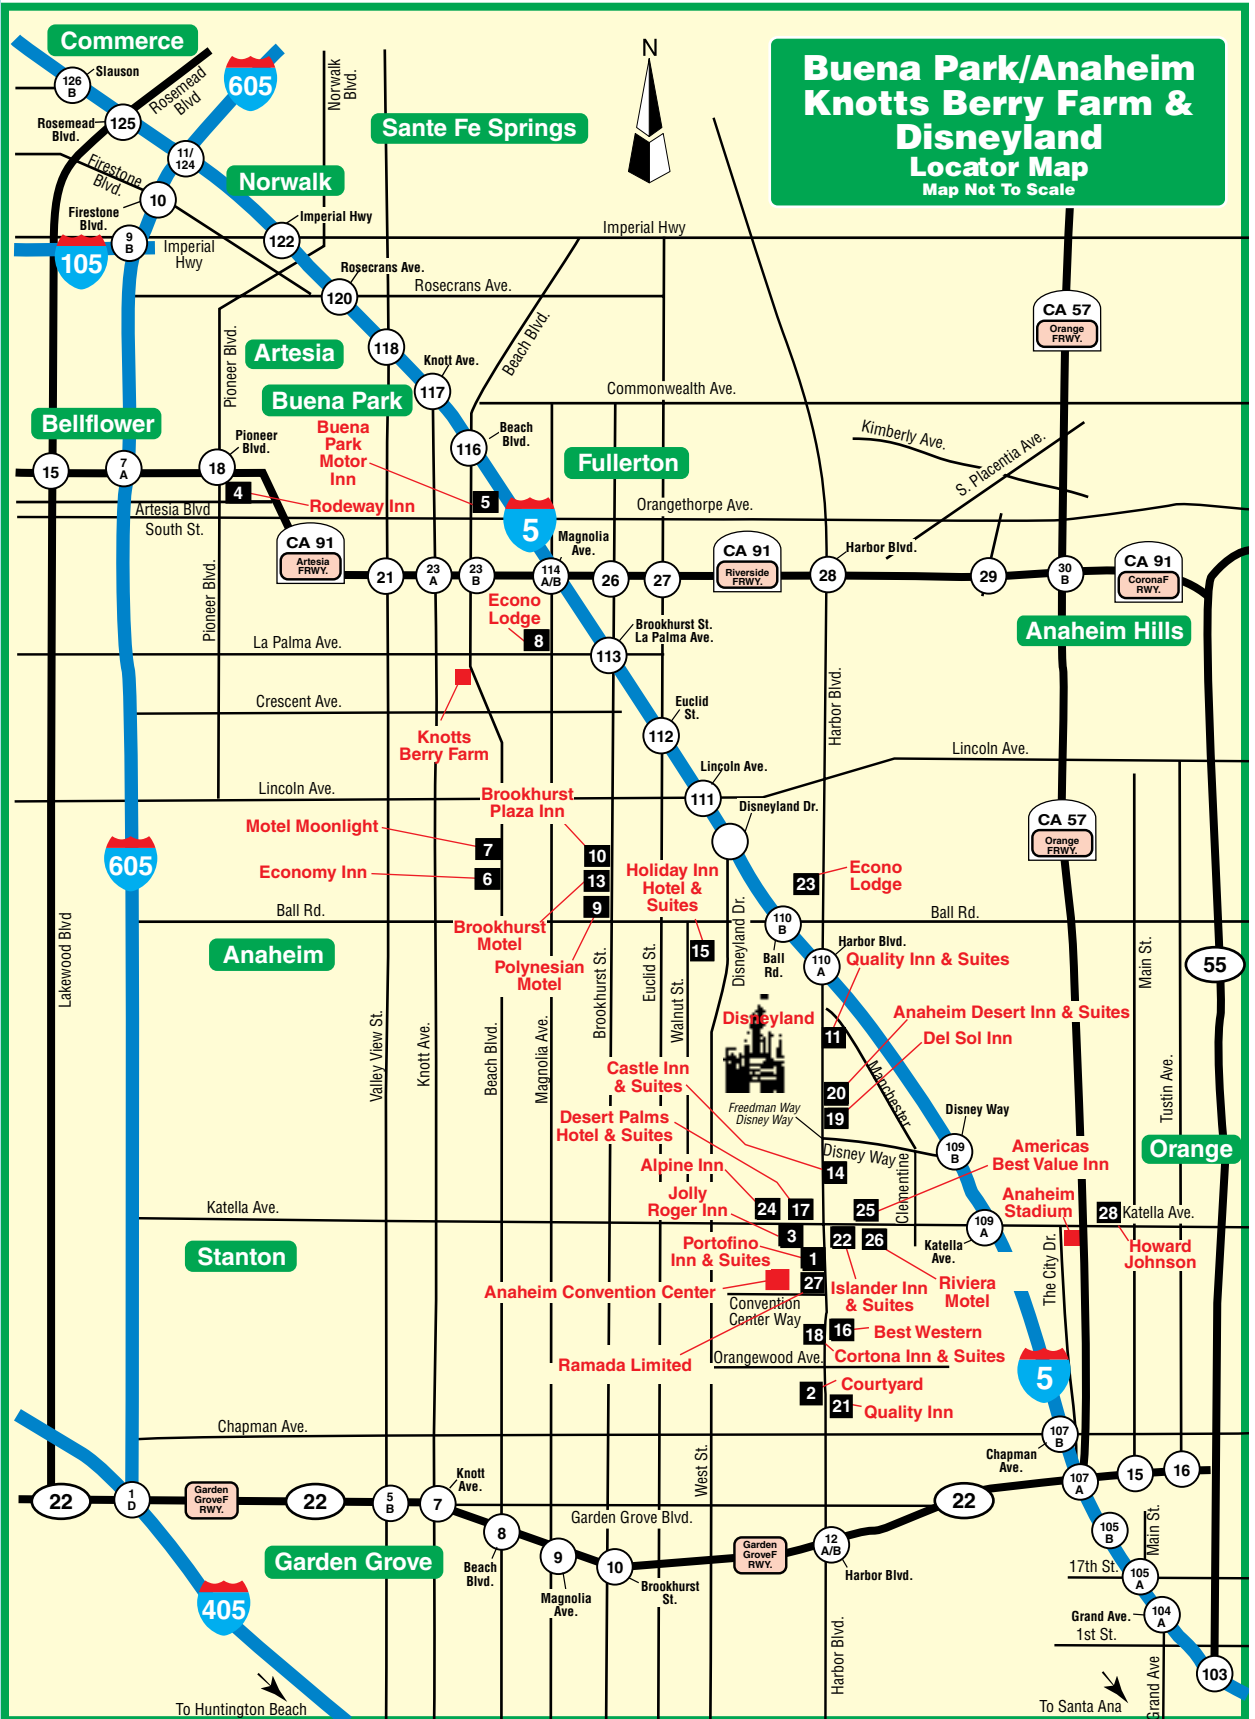 Commerce
126
B
Slauson
Rosemead
Blvd
605
Norwalk
Blvd.
N
Buena Park/Anaheim
Knotts Berry Farm &
Disneyland
Locator Map
Map Not To Scale
Rosemead
Blvd.
125
Sante Fe Springs
11/
124
Firestone
Blvd.
Norwalk
10
Firestone
Blvd.
Imperial Hwy
9
B
Imperial
Hwy
122
Imperial Hwy
105
Rosecrans Ave.
120
Rosecrans Ave.
CA 57
Orange
FRWY.
Pioneer Blvd.
Artesia
118
Knott Ave.
Beach Blvd.
117
Commonwealth Ave.
Buena Park
Bellflower
Buena
Park
Motor
Inn
Beach
Blvd.
116
Kimberly Ave.
S. Placentia Ave.
Pioneer
Blvd.
15
7
A
18
Fullerton
4
Rodeway Inn
5
Artesia Blvd
South St.
Orangethorpe Ave.
5
CA 91
Artesia
FRWY.
Magnolia
Ave.
CA 91
Riverside
FRWY.
Harbor Blvd.
CA 91
CoronaF
RWY.
21
23
A
23
B
114
A/B
26
27
28
29
30
B
Pioneer Blvd.
Econo
Lodge
8
Brookhurst St.
La Palma Ave.
Anaheim Hills
La Palma Ave.
113
Harbor Blvd.
Crescent Ave.
Euclid
St.
112
Knotts
Berry Farm
Lincoln Ave.
Lincoln Ave.
Lincoln Ave.
111
Disneyland Dr.
Brookhurst
Plaza Inn
CA 57
Orange
FRWY.
Motel Moonlight
7
10
605
Economy Inn
6
13
Holiday Inn
Hotel &
Suites
23
Econo
Lodge
9
Ball Rd.
Ball Rd.
110
B
Ball
Rd.
Brookhurst
Motel
Polynesian
Motel
15
Disneyland Dr.
Harbor Blvd.
110
A
Quality Inn & Suites
Main St.
55
Anaheim
Lakewood Blvd
Valley View St.
Knott Ave.
Beach Blvd.
Magnolia Ave.
Brookhurst St.
Euclid St.
Walnut St.
Disneyland
11
Anaheim Desert Inn & Suites
Del Sol Inn
Manchester
Castle Inn
& Suites
20
19
Tustin Ave.
Freedman Way
Disney Way
Disney Way
Desert Palms
Hotel & Suites
109
B
Orange
Disney Way
Clementine
Americas
Best Value Inn
Alpine Inn
14
Jolly
Roger Inn
24
17
25
Anaheim
Stadium
28
Katella Ave.
Katella Ave.
109
A
Katella
Ave.
3
22
26
Howard
Johnson
Stanton
Portofino
Inn & Suites
1
The City Dr.
Anaheim Convention Center
27
Islander Inn
& Suites
Riviera
Motel
Convention
Center Way
18
16
Best Western
Ramada Limited
Orangewood Ave.
Cortona Inn & Suites
5
2
Courtyard
21
Quality Inn
Chapman Ave.
107
B
Chapman
Ave.
West St.
Knott
Ave.
22
1
D
Garden
GroveF
RWY.
22
5
B
7
22
107
A
15
16
Garden Grove Blvd.
8
Beach
Blvd.
9
Magnolia
Ave.
10
Brookhurst
St.
Garden
GroveF
RWY.
12
A/B
Harbor Blvd.
105
B
Main St.
Garden Grove
17th St.
105
A
405
Grand Ave.
104
A
1st St.
Harbor Blvd.
103
Grand Ave
To Huntington Beach
To Santa Ana